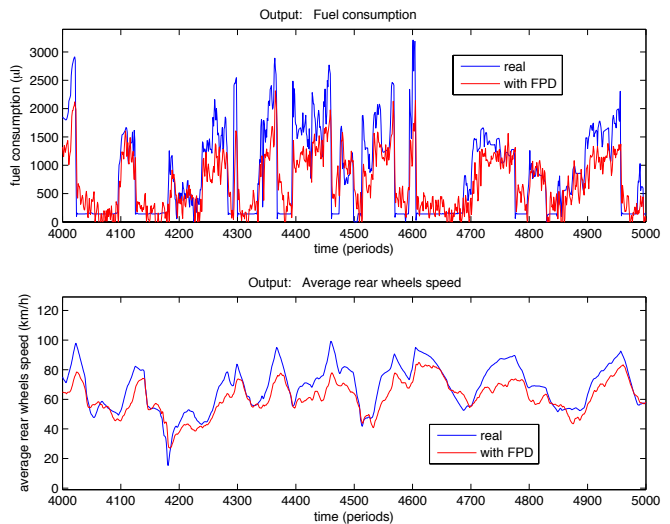 Output:   Fuel consumption
fuel consumption (µl)
3000
2500
2000
1500
1000
500
0
real
with FPD
4000 4100 4200 4300 4400 4500 4600 4700 4800 4900 5000
time (periods)
Output:   Average rear wheels speed
average rear wheels speed (km/h)
120
100
80
60
40
20
0
real
with FPD
4000 4100 4200 4300 4400 4500 4600 4700 4800 4900 5000
time (periods)